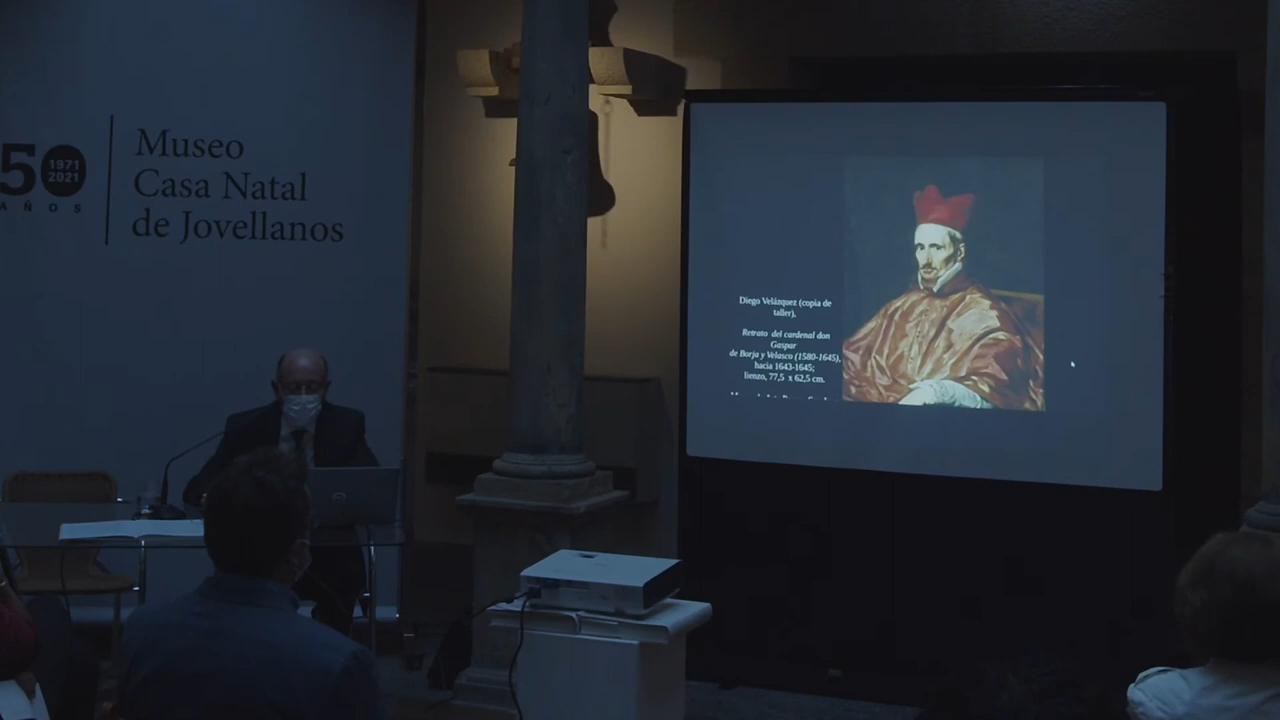 50
1971
2021
AÑOS
Museo
Casa Natal
de Jovellanos
Diego Velázquez (copia de
taller),
Retrato del cardenal don
Gaspar
de Borja y Velasco (1580-1645),
hacia 1643-1645;
lienzo, 77,5 x 62,5 cm.